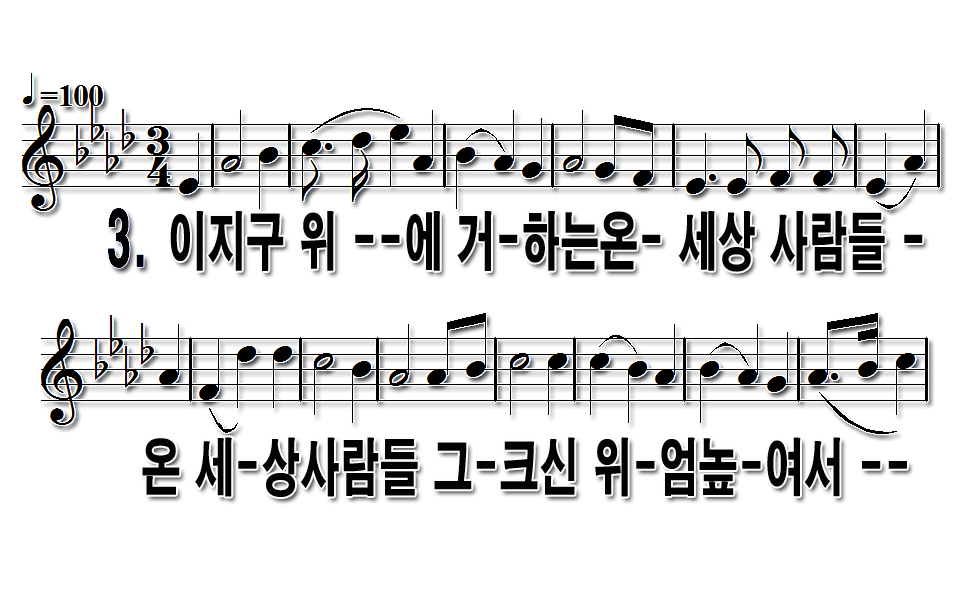 ♩=100
3. 이지구 위 --에 거-하는온- 세상 사람들 -
온 세-상사람들 그-크신 위-엄높-여서 --